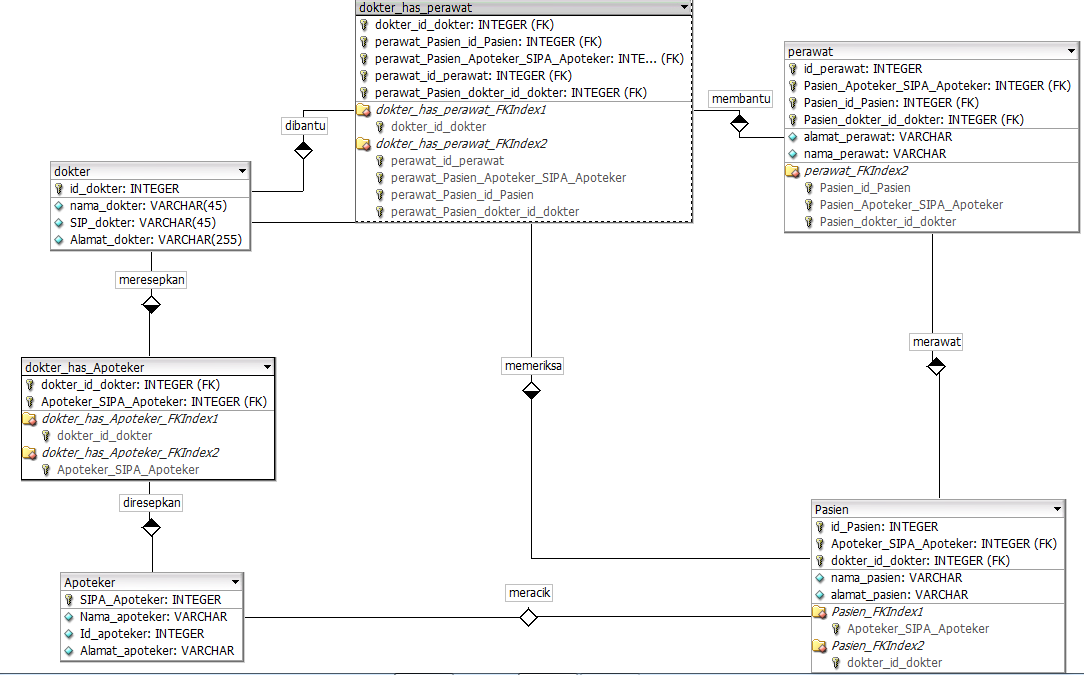 dokter_has_perawat
dokter_id_dokter: INTEGER (FK)
perawat_Pasien_id_Pasien: INTEGER (FK)
perawat_Pasien_Apoteker_SIPA_Apoteker: INTE... (FK)
perawat_id_perawat: INTEGER (FK)
perawat_Pasien_dokter_id_dokter: INTEGER (FK)
dokter_has_perawat_FKIndex1
dokter_id_dokter
dokter_has_perawat_FKIndex2
perawat_id_perawat
perawat_Pasien_Apoteker_SIPA_Apoteker
perawat_Pasien_id_Pasien
perawat_Pasien_dokter_id_dokter
perawat
id_perawat: INTEGER
Pasien_Apoteker_SIPA_Apoteker: INTEGER (FK)
Pasien_id_Pasien: INTEGER (FK)
Pasien_dokter_id_dokter: INTEGER (FK)
alamat_perawat: VARCHAR
nama_perawat: VARCHAR
perawat_FKIndex2
Pasien_id_Pasien
Pasien_Apoteker_SIPA_Apoteker
Pasien_dokter_id_dokter
membantu
dibantu
dokter
id_dokter: INTEGER
nama_dokter: VARCHAR(45)
SIP_dokter: VARCHAR(45)
Alamat_dokter: VARCHAR(255)
meresepkan
memeriksa
merawat
dokter_has_Apoteker
dokter_id_dokter: INTEGER (FK)
Apoteker_SIPA_Apoteker: INTEGER (FK)
dokter_has_Apoteker_FKIndex1
dokter_id_dokter
dokter_has_Apoteker_FKIndex2
Apoteker_SIPA_Apoteker
diresepkan
Apoteker
SIPA_Apoteker: INTEGER
Nama_apoteker: VARCHAR
Id_apoteker: INTEGER
Alamat_apoteker: VARCHAR
meracik
Pasien
id_Pasien: INTEGER
Apoteker_SIPA_Apoteker: INTEGER (FK)
dokter_id_dokter: INTEGER (FK)
nama_pasien: VARCHAR
alamat_pasien: VARCHAR
Pasien_FKIndex1
Apoteker_SIPA_Apoteker
Pasien_FKIndex2
dokter_id_dokter